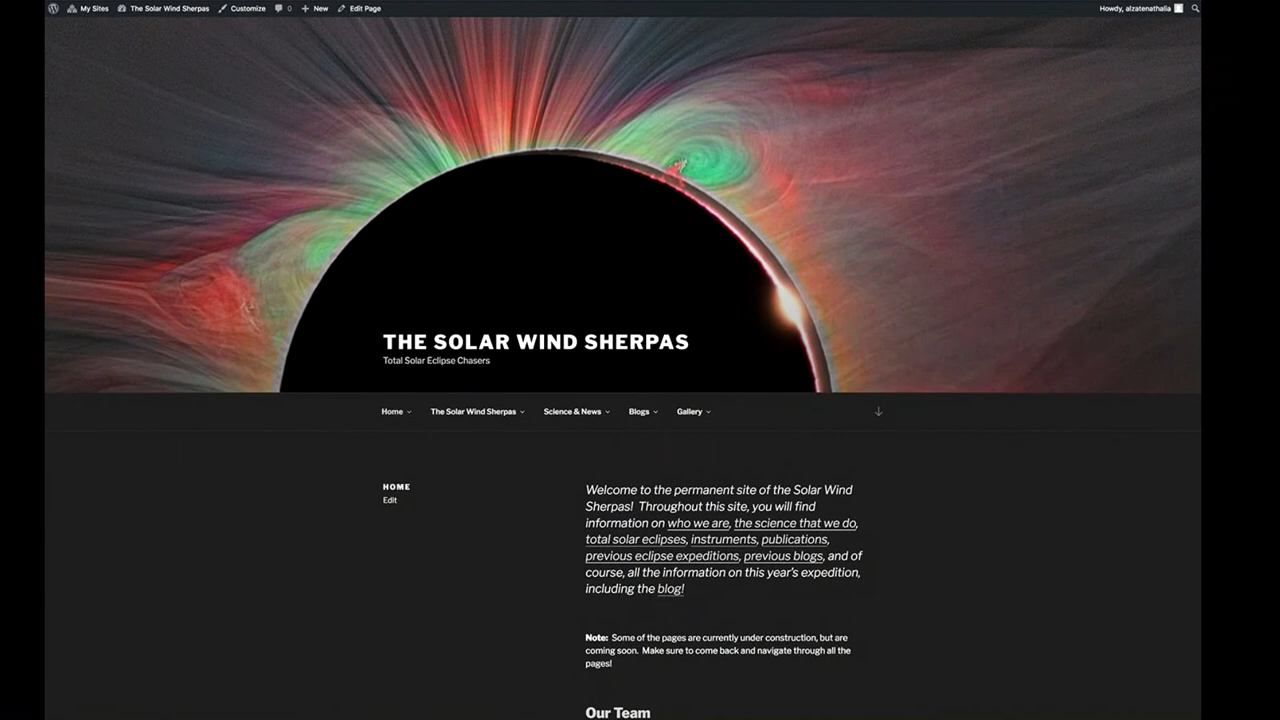 My Sites The Solar Wind Sherpas Customize 0 New Edit Page Howdy, alzatenathalia
THE SOLAR WIND SHERPAS
Total Solar Eclipse Chasers
Home The Solar Wind Sherpas Science & News Blogs Gallery
HOME
Edit
Welcome to the permanent site of the Solar Wind
Sherpas! Throughout this site, you will find
information on who we are, the science that we do,
total solar eclipses, instruments, publications,
previous eclipse expeditions, previous blogs, and of
course, all the information on this year's expedition,
including the blog!
Note: Some of the pages are currently under construction, but are
coming soon. Make sure to come back and navigate through all the
pages!
Our Team